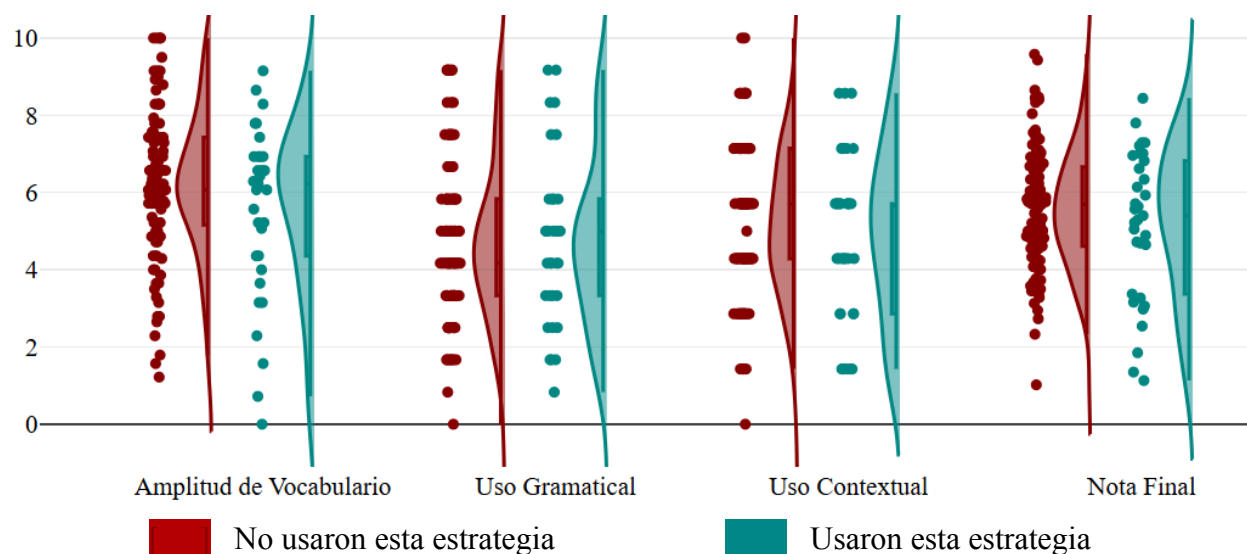 10
8
6
4
2
0
Amplitud de Vocabulario
Uso Gramatical
Uso Contextual
Nota Final
No usaron esta estrategia
Usaron esta estrategia